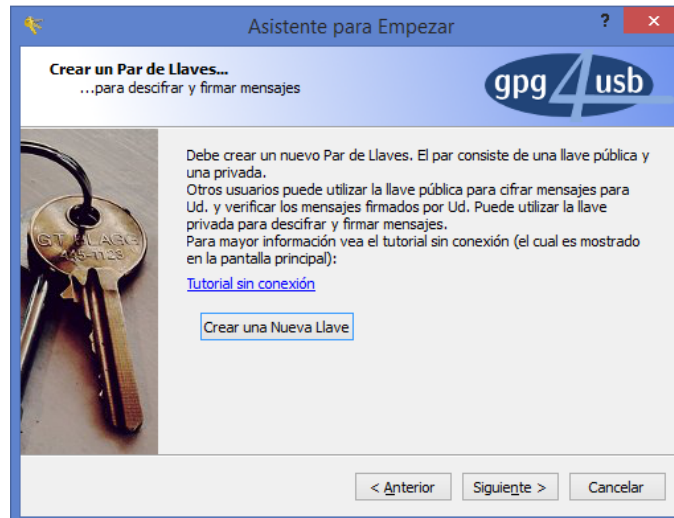 Asistente para Empezar
?
×
Crear un Par de Llaves...
...para descifrar y firmar mensajes
gpg4usb
Debe crear un nuevo Par de Llaves. El par consiste de una llave pública y
una privada.
Otros usuarios puede utilizar la llave pública para cifrar mensajes para
Ud. y verificar los mensajes firmados por Ud. Puede utilizar la llave
privada para descifrar y firmar mensajes.
Para mayor información vea el tutorial sin conexión (el cual es mostrado
en la pantalla principal):
Tutorial sin conexión
Crear una Nueva Llave
< Anterior
Siguiente >
Cancelar